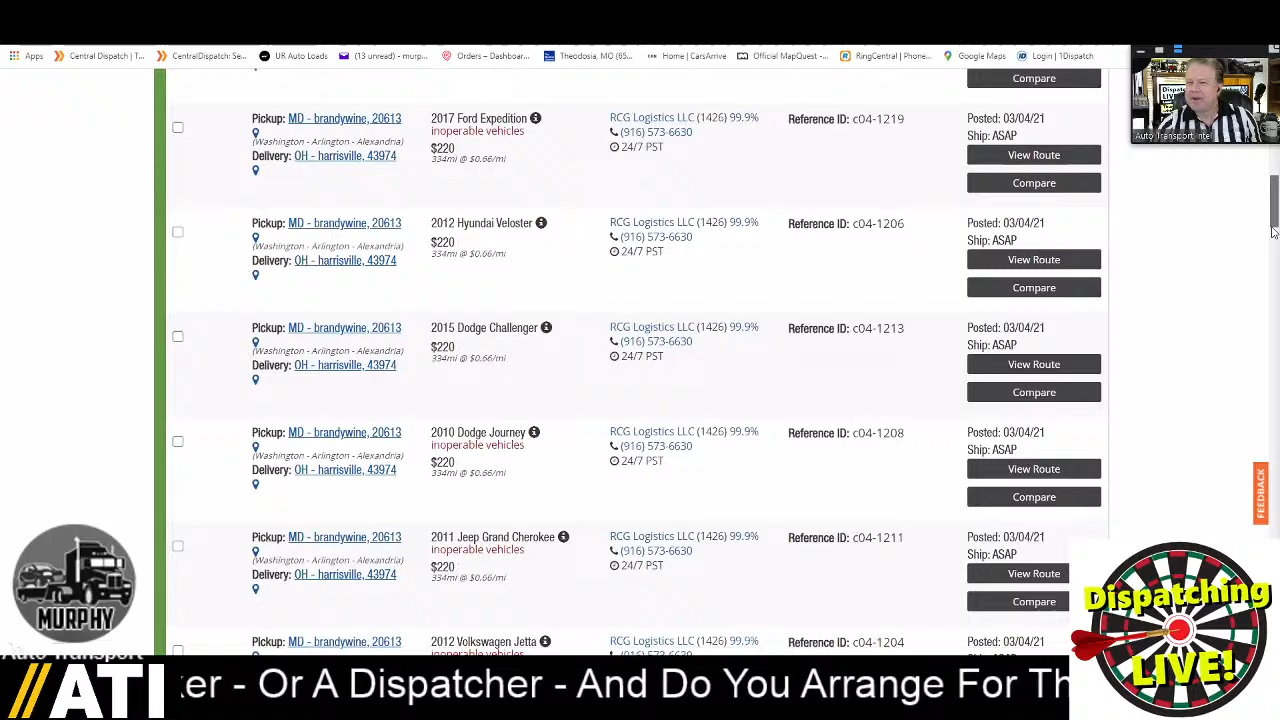 Apps
Central Dispatch | T...
CentralDispatch: Se...
UR Auto Loads
(13 unread) - murp...
Orders – Dashboar...
Theodosia, MO (65...
Home | CarsArrive
Official MapQuest -...
RingCentral | Phone...
Google Maps
Login | 1Dispatch
Compare
Auto Transport Intel
Pickup: MD - brandywine, 20613
(Washington - Arlington - Alexandria)
Delivery: OH - harrisville, 43974
2017 Ford Expedition
inoperable vehicles
$220
334mi @ $0.66/mi
RCG Logistics LLC (1426) 99.9%
(916) 573-6630
24/7 PST
Reference ID: c04-1219
Posted: 03/04/21
Ship: ASAP
View Route
Compare
Pickup: MD - brandywine, 20613
(Washington - Arlington - Alexandria)
Delivery: OH - harrisville, 43974
2012 Hyundai Veloster
$220
334mi @ $0.66/mi
RCG Logistics LLC (1426) 99.9%
(916) 573-6630
24/7 PST
Reference ID: c04-1206
Posted: 03/04/21
Ship: ASAP
View Route
Compare
Pickup: MD - brandywine, 20613
(Washington - Arlington - Alexandria)
Delivery: OH - harrisville, 43974
2015 Dodge Challenger
$220
334mi @ $0.66/mi
RCG Logistics LLC (1426) 99.9%
(916) 573-6630
24/7 PST
Reference ID: c04-1213
Posted: 03/04/21
Ship: ASAP
View Route
Compare
Pickup: MD - brandywine, 20613
(Washington - Arlington - Alexandria)
Delivery: OH - harrisville, 43974
2010 Dodge Journey
inoperable vehicles
$220
334mi @ $0.66/mi
RCG Logistics LLC (1426) 99.9%
(916) 573-6630
24/7 PST
Reference ID: c04-1208
Posted: 03/04/21
Ship: ASAP
View Route
Compare
FEEDBACK
Pickup: MD - brandywine, 20613
(Washington - Arlington - Alexandria)
Delivery: OH - harrisville, 43974
2011 Jeep Grand Cherokee
inoperable vehicles
$220
334mi @ $0.66/mi
RCG Logistics LLC (1426) 99.9%
(916) 573-6630
24/7 PST
Reference ID: c04-1211
Posted: 03/04/21
Ship: ASAP
View Route
Compare
Pickup: MD - brandywine, 20613
2012 Volkswagen Jetta
RCG Logistics LLC (1426) 99.9%
Reference ID: c04-1204
MURPHY
Dispatching
LIVE!
//ATI
ker - Or A Dispatcher - And Do You Arrange For Th